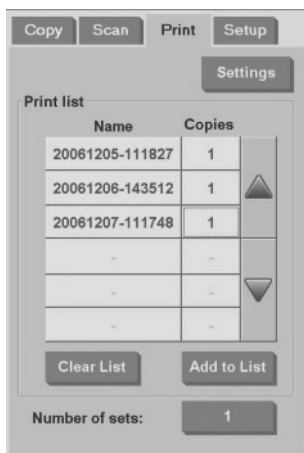 Copy Scan Print Setup
Settings
Print list
Name Copies
20061205-111827 1
20061206-143512 1
20061207-111748 1
- -
- -
- -
Clear List Add to List
Number of sets: 1